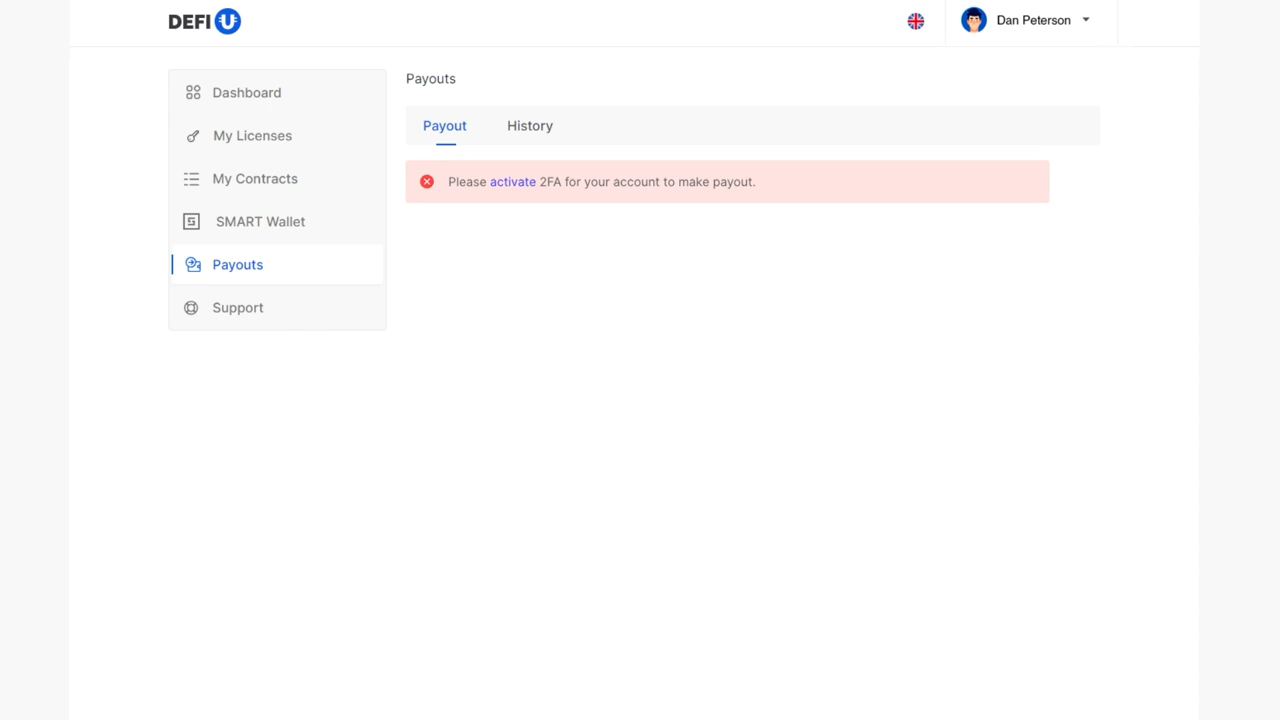 DEFI U
Dan Peterson
Dashboard
My Licenses
My Contracts
SMART Wallet
Payouts
Support
Payouts
Payout History
Please activate 2FA for your account to make payout.